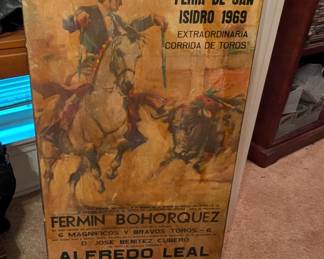 FERIA DE SAN
ISIDRO 1969
EXTRAORDINARIA
CORRIDA DE TOROS
FERMIN BOHORQUEZ
6 MAGNIFICOS Y BRAVOS TOROS - 6
D. JOSE BENITEZ CUBERO
ALFREDO LEAL